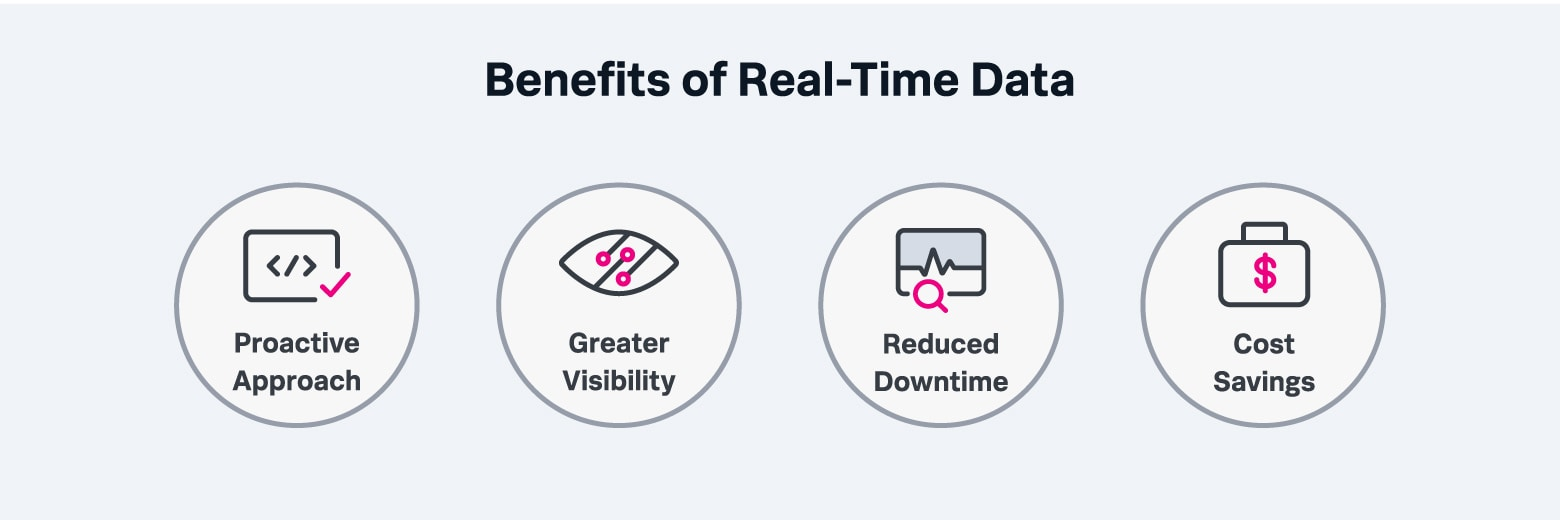 Benefits of Real-Time Data
</>
Proactive
Approach
Greater
Visibility
Reduced
Downtime
$
Cost
Savings